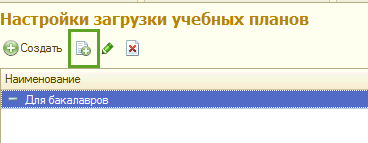 Настройки загрузки учебных планов
Создать
Наименование
Для бакалавров